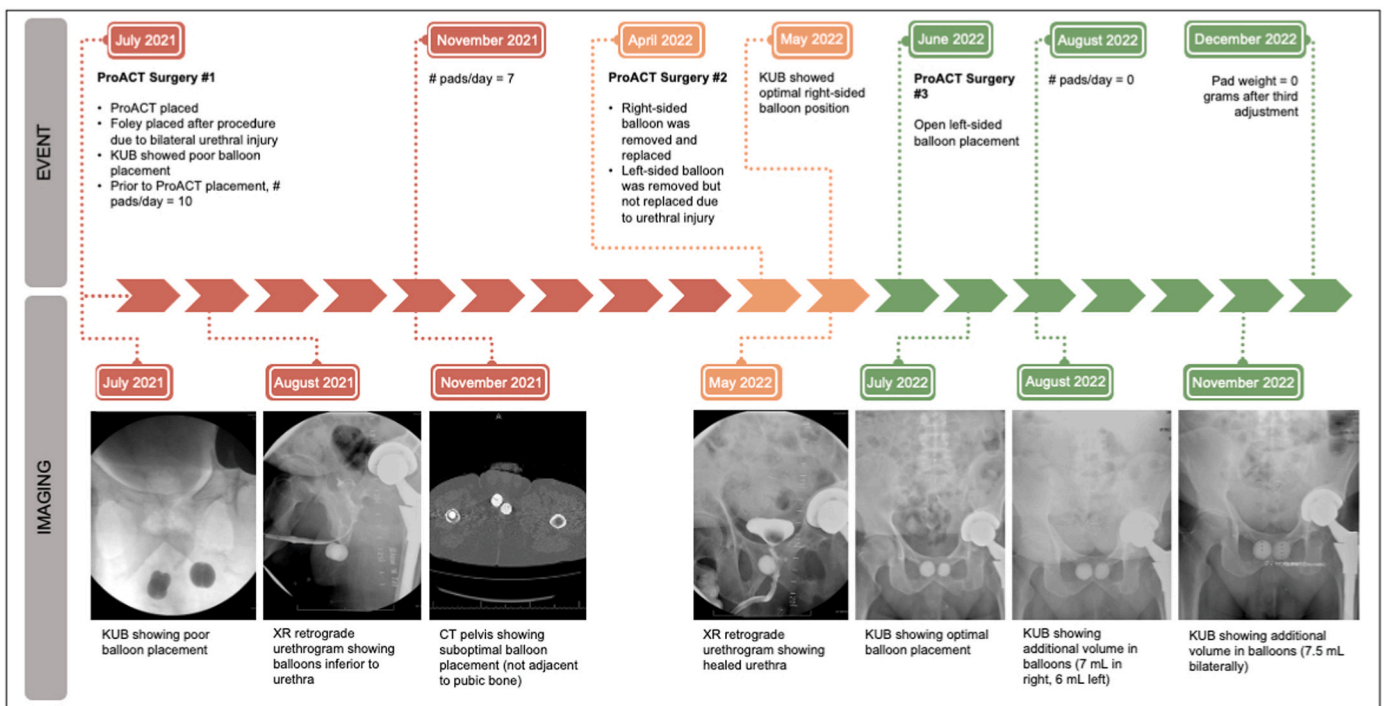 EVENT
July 2021
ProACT Surgery #1
• ProACT placed
• Foley placed after procedure
due to bilateral urethral injury
• KUB showed poor balloon
placement
• Prior to ProACT placement, #
pads/day = 10
November 2021
# pads/day = 7
April 2022
ProACT Surgery #2
• Right-sided
balloon was
removed and
replaced
• Left-sided balloon
was removed but
not replaced due
to urethral injury
May 2022
KUB showed
optimal right-sided
balloon position
June 2022
ProACT Surgery
#3
Open left-sided
balloon placement
August 2022
# pads/day = 0
December 2022
Pad weight = 0
grams after third
adjustment
IMAGING
July 2021
KUB showing poor
balloon placement
August 2021
XR retrograde
urethrogram showing
balloons inferior to
urethra
November 2021
A
CT pelvis showing
suboptimal balloon
placement (not adjacent
to pubic bone)
May 2022
XR retrograde
urethrogram showing
healed urethra
July 2022
KUB showing optimal
balloon placement
August 2022
KUB showing
additional volume in
balloons (7 mL in
right, 6 mL left)
November 2022
KUB showing additional
volume in balloons (7.5 mL
bilaterally)